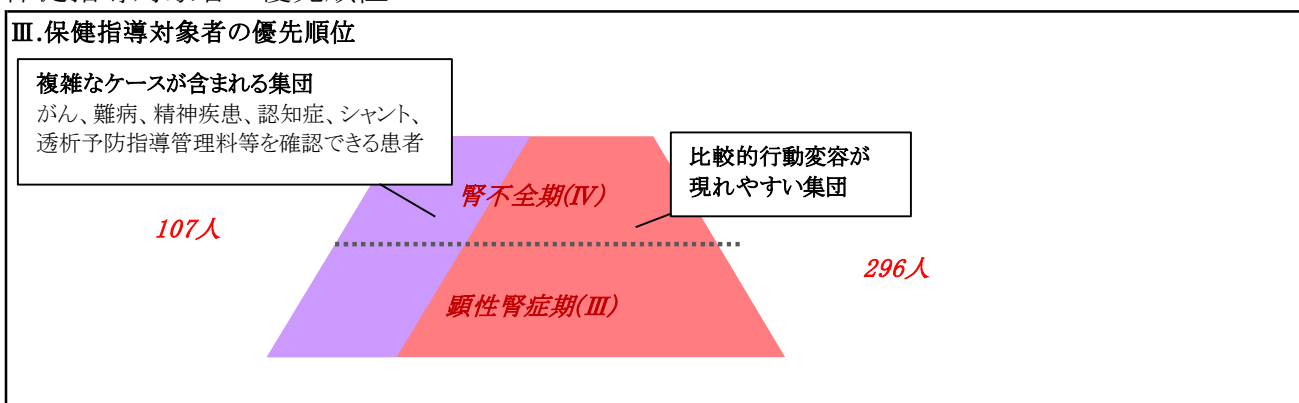 Ⅲ.保健指導対象者の優先順位
複雑なケースが含まれる集団
がん、難病、精神疾患、認知症、シャント、
透析予防指導管理料等を確認できる患者
比較的行動変容が
現れやすい集団
腎不全期(Ⅳ)
107人
296人
顕性腎症期(Ⅲ)